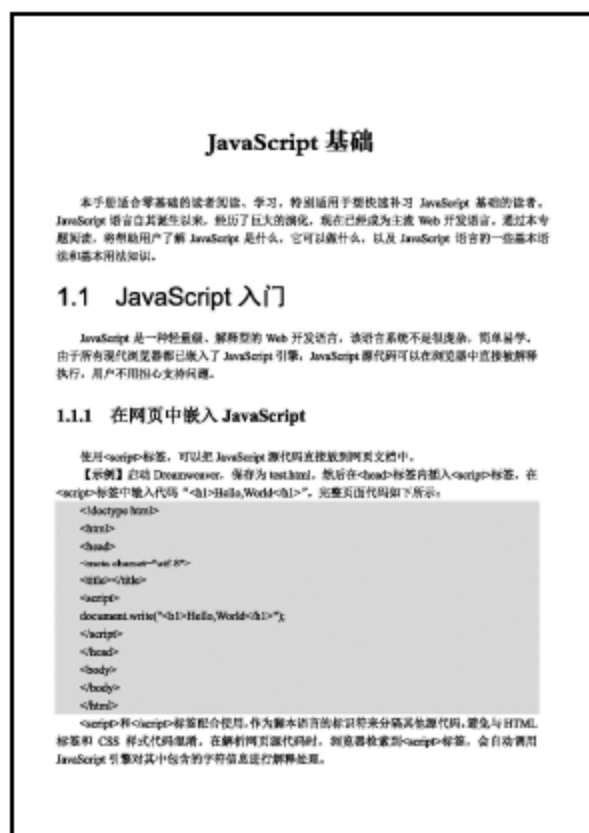 JavaScript 基础
本手册适合零基础的读者阅读、学习，特别适用于想快速补习 JavaScript 基础的读者。
JavaScript 语言自其诞生以来，经历了巨大的演化，现在已经成为主流 Web 开发语言，通过本专
题阅读，将帮助用户了解 JavaScript 是什么，它可以做什么，以及 JavaScript 语言的一些基本语
法和基本用法知识。
1.1 JavaScript 入门
JavaScript 是一种轻量级、解释型的 Web 开发语言，该语言系统不是很庞杂，简单易学。
由于所有现代浏览器都已嵌入了 JavaScript 引擎，JavaScript 源代码可以在浏览器中直接被解释
执行，用户不用担心支持问题。
1.1.1 在网页中嵌入 JavaScript
使用<script>标签，可以把 JavaScript 源代码直接放到网页文档中。
【示例】启动 Dreamweaver，保存为 test.html，然后在<head>标签内插入<script>标签，在
<script>标签中输入代码 “<h1>Hello,World</h1>”，完整页面代码如下所示：
<!doctype html>
<html>
<head>
<meta charset="utf-8">
<title></title>
<script>
document.write("<h1>Hello,World</h1>");
</script>
</head>
<body>
</body>
</html>
<script>和</script>标签配合使用，作为脚本语言的标识符来分隔其他源代码，避免与 HTML
标签和 CSS 样式代码混淆。在解析网页源代码时，浏览器检索到<script>标签，会自动调用
JavaScript 引擎对其中包含的字符信息进行解释处理。